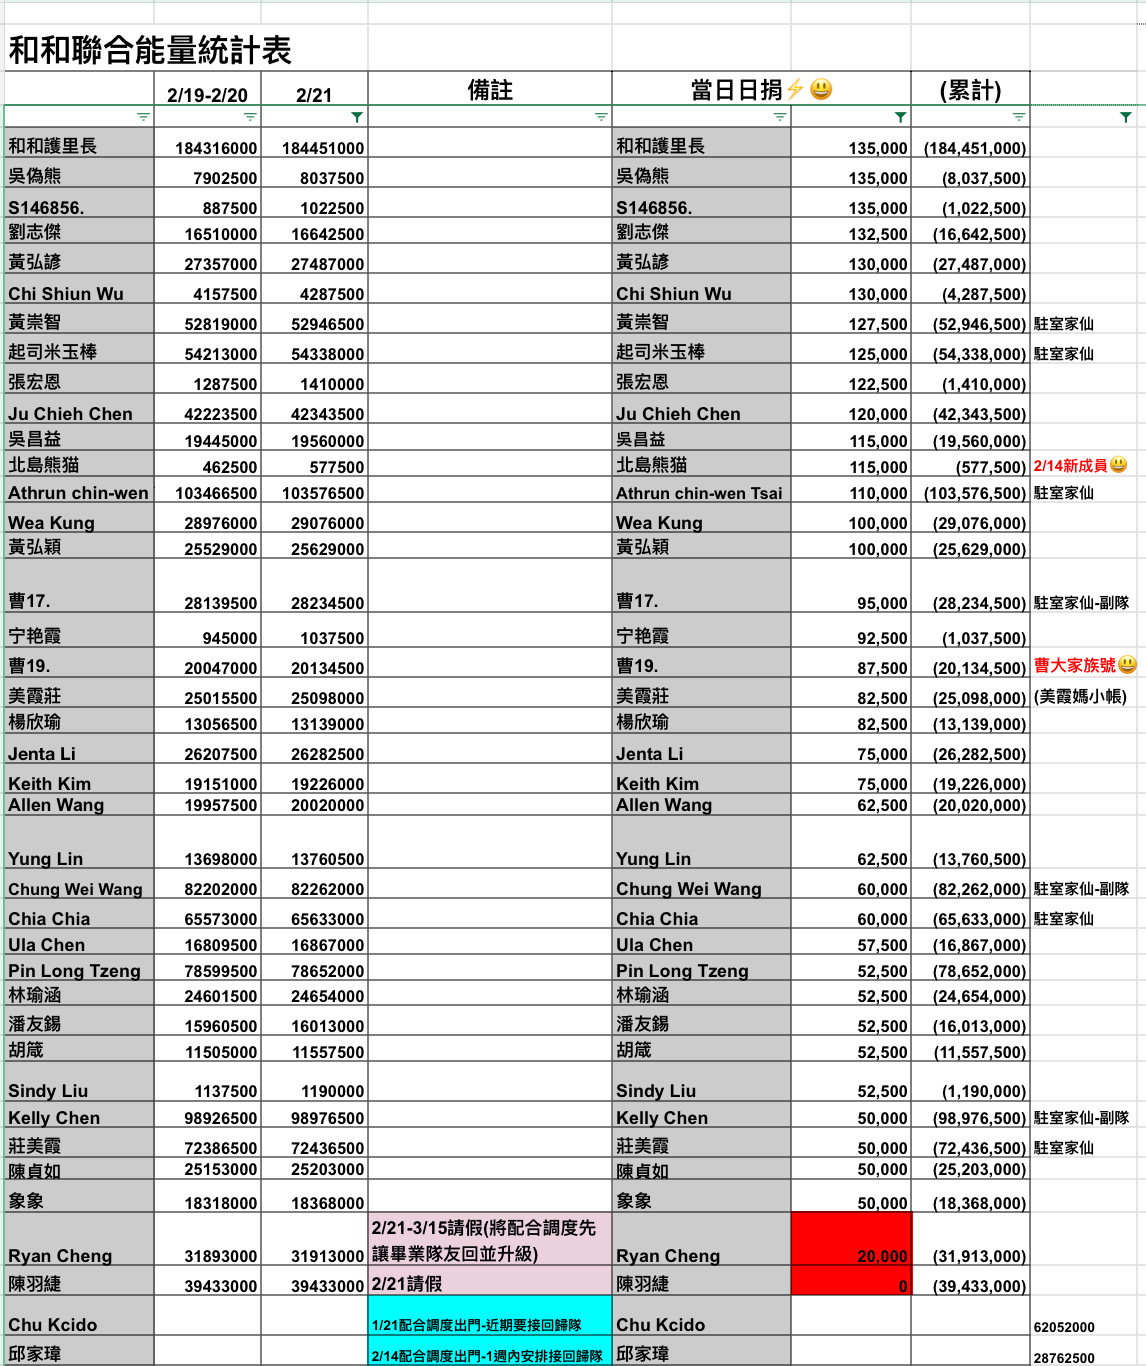 和和聯合能量統計表
2/19-2/20 2/21 備註 當日日捐⚡😃 (累計)
和和護里長 184316000 184451000 和和護里長 135,000 (184,451,000)
吳偽熊 7902500 8037500 吳偽熊 135,000 (8,037,500)
S146856. 887500 1022500 S146856. 135,000 (1,022,500)
劉志傑 16510000 16642500 劉志傑 132,500 (16,642,500)
黃弘諺 27357000 27487000 黃弘諺 130,000 (27,487,000)
Chi Shiun Wu 4157500 4287500 Chi Shiun Wu 130,000 (4,287,500)
黃崇智 52819000 52946500 黃崇智 127,500 (52,946,500) 駐室家仙
起司米玉棒 54213000 54338000 起司米玉棒 125,000 (54,338,000) 駐室家仙
張宏恩 1287500 1410000 張宏恩 122,500 (1,410,000)
Ju Chieh Chen 42223500 42343500 Ju Chieh Chen 120,000 (42,343,500)
吳昌益 19445000 19560000 吳昌益 115,000 (19,560,000)
北島熊猫 462500 577500 北島熊猫 115,000 (577,500) 2/14新成員😃
Athrun chin-wen 103466500 103576500 Athrun chin-wen Tsai 110,000 (103,576,500) 駐室家仙
Wea Kung 28976000 29076000 Wea Kung 100,000 (29,076,000)
黃弘穎 25529000 25629000 黃弘穎 100,000 (25,629,000)
曹17. 28139500 28234500 曹17. 95,000 (28,234,500) 駐室家仙-副隊
宁艳霞 945000 1037500 宁艳霞 92,500 (1,037,500)
曹19. 20047000 20134500 曹19. 87,500 (20,134,500) 曹大家族號😃
美霞莊 25015500 25098000 美霞莊 82,500 (25,098,000) (美霞媽小帳)
楊欣瑜 13056500 13139000 楊欣瑜 82,500 (13,139,000)
Jenta Li 26207500 26282500 Jenta Li 75,000 (26,282,500)
Keith Kim 19151000 19226000 Keith Kim 75,000 (19,226,000)
Allen Wang 19957500 20020000 Allen Wang 62,500 (20,020,000)
Yung Lin 13698000 13760500 Yung Lin 62,500 (13,760,500)
Chung Wei Wang 82202000 82262000 Chung Wei Wang 60,000 (82,262,000) 駐室家仙-副隊
Chia Chia 65573000 65633000 Chia Chia 60,000 (65,633,000) 駐室家仙
Ula Chen 16809500 16867000 Ula Chen 57,500 (16,867,000)
Pin Long Tzeng 78599500 78652000 Pin Long Tzeng 52,500 (78,652,000)
林瑜涵 24601500 24654000 林瑜涵 52,500 (24,654,000)
潘友錫 15960500 16013000 潘友錫 52,500 (16,013,000)
胡箴 11505000 11557500 胡箴 52,500 (11,557,500)
Sindy Liu 1137500 1190000 Sindy Liu 52,500 (1,190,000)
Kelly Chen 98926500 98976500 Kelly Chen 50,000 (98,976,500) 駐室家仙-副隊
莊美霞 72386500 72436500 莊美霞 50,000 (72,436,500) 駐室家仙
陳貞如 25153000 25203000 陳貞如 50,000 (25,203,000)
象象 18318000 18368000 象象 50,000 (18,368,000)
2/21-3/15請假(將配合調度先
Ryan Cheng 31893000 31913000 讓畢業隊友回並升級) Ryan Cheng 20,000 (31,913,000)
陳羽緁 39433000 39433000 2/21請假 陳羽緁 0 (39,433,000)
Chu Kcido 1/21配合調度出門-近期要接回歸隊 Chu Kcido 62052000
邱家瑋 2/14配合調度出門-1週內安排接回歸隊 邱家瑋 28762500